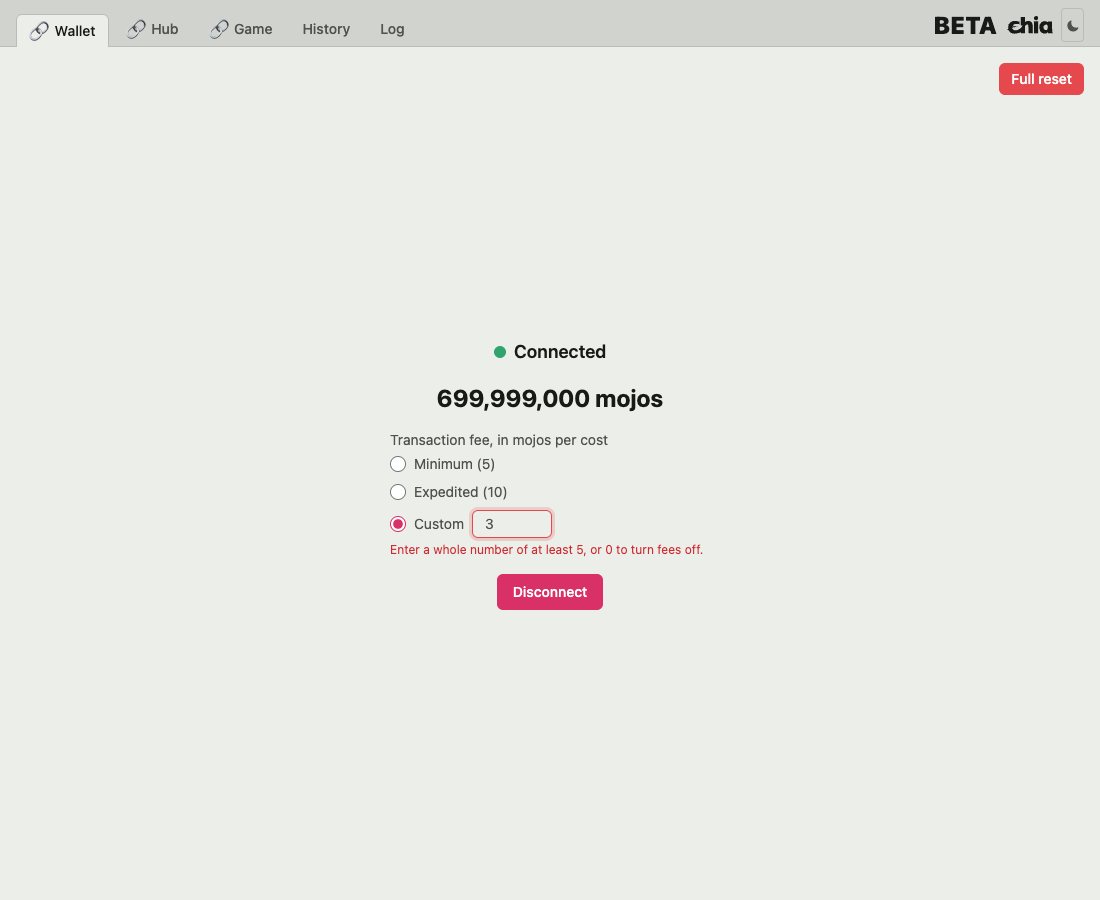 Wallet Hub Game History Log BETA chia
Full reset
Connected
699,999,000 mojos
Transaction fee, in mojos per cost
Minimum (5)
Expedited (10)
Custom 3
Enter a whole number of at least 5, or 0 to turn fees off.
Disconnect